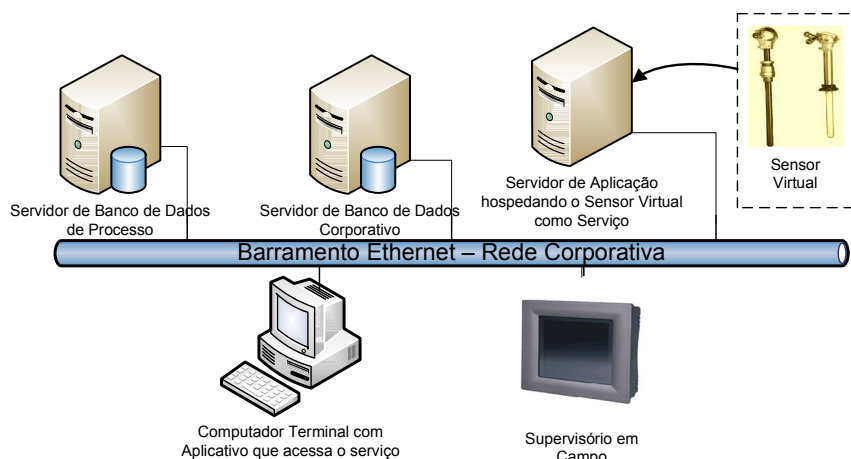 Servidor de Banco de Dados
de Processo
Servidor de Banco de Dados
Corporativo
Servidor de Aplicação
hospedando o Sensor Virtual
como Serviço
Sensor
Virtual
Barramento Ethernet – Rede Corporativa
Computador Terminal com
Aplicativo que acessa o serviço
Supervisório em
Campo